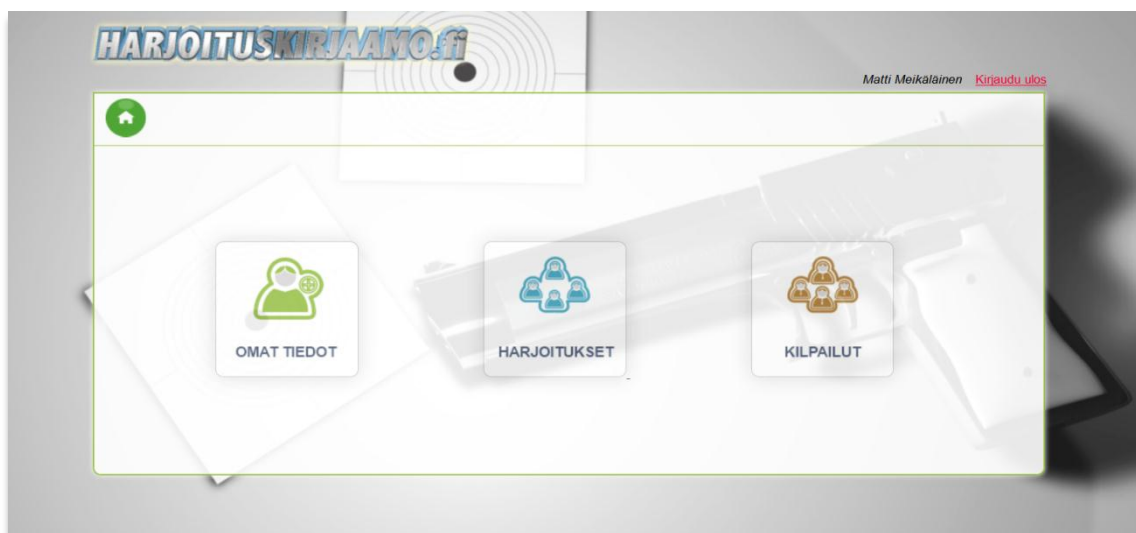 HARJOITUSKIRJAAMO.fi
Matti Meikäläinen Kirjaudu ulos
OMAT TIEDOT
HARJOITUKSET
KILPAILUT